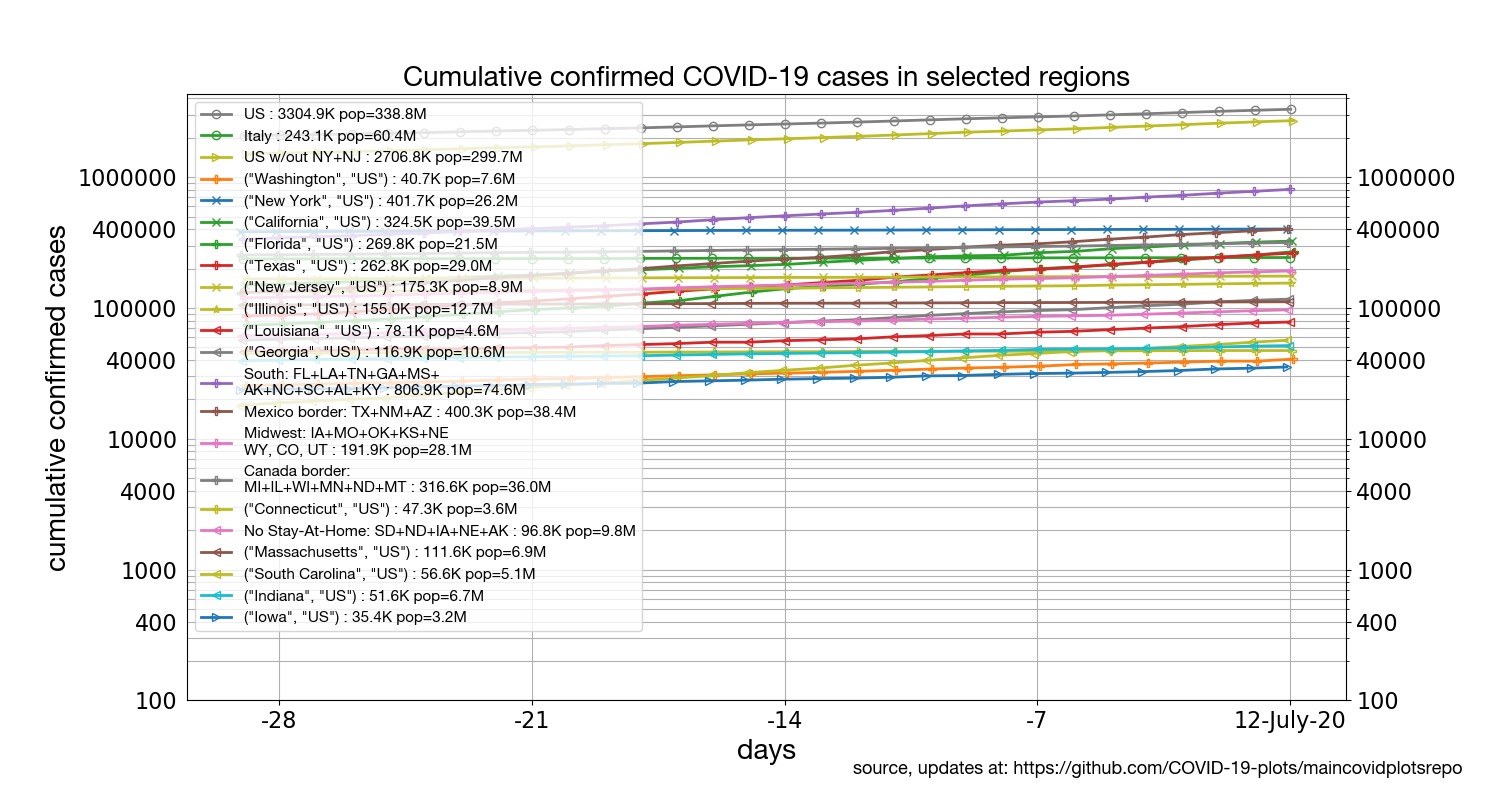 Cumulative confirmed COVID-19 cases in selected regions
US : 3304.9K pop=338.8M
Italy : 243.1K pop=60.4M
US w/out NY+NJ : 2706.8K pop=299.7M
("Washington", "US") : 40.7K pop=7.6M
("New York", "US") : 401.7K pop=26.2M
("California", "US") : 324.5K pop=39.5M
("Florida", "US") : 269.8K pop=21.5M
("Texas", "US") : 262.8K pop=29.0M
("New Jersey", "US") : 175.3K pop=8.9M
("Illinois", "US") : 155.0K pop=12.7M
("Louisiana", "US") : 78.1K pop=4.6M
("Georgia", "US") : 116.9K pop=10.6M
South: FL+LA+TN+GA+MS+
AK+NC+SC+AL+KY : 806.9K pop=74.6M
Mexico border: TX+NM+AZ : 400.3K pop=38.4M
Midwest: IA+MO+OK+KS+NE
WY, CO, UT : 191.9K pop=28.1M
Canada border:
MI+IL+WI+MN+ND+MT : 316.6K pop=36.0M
("Connecticut", "US") : 47.3K pop=3.6M
No Stay-At-Home: SD+ND+IA+NE+AK : 96.8K pop=9.8M
("Massachusetts", "US") : 111.6K pop=6.9M
("South Carolina", "US") : 56.6K pop=5.1M
("Indiana", "US") : 51.6K pop=6.7M
("Iowa", "US") : 35.4K pop=3.2M
cumulative confirmed cases
1000000
400000
100000
40000
10000
4000
1000
400
100
1000000
400000
100000
40000
10000
4000
1000
400
100
-28
-21
-14
-7
12-July-20
days
source, updates at: https://github.com/COVID-19-plots/maincovidplotsrepo